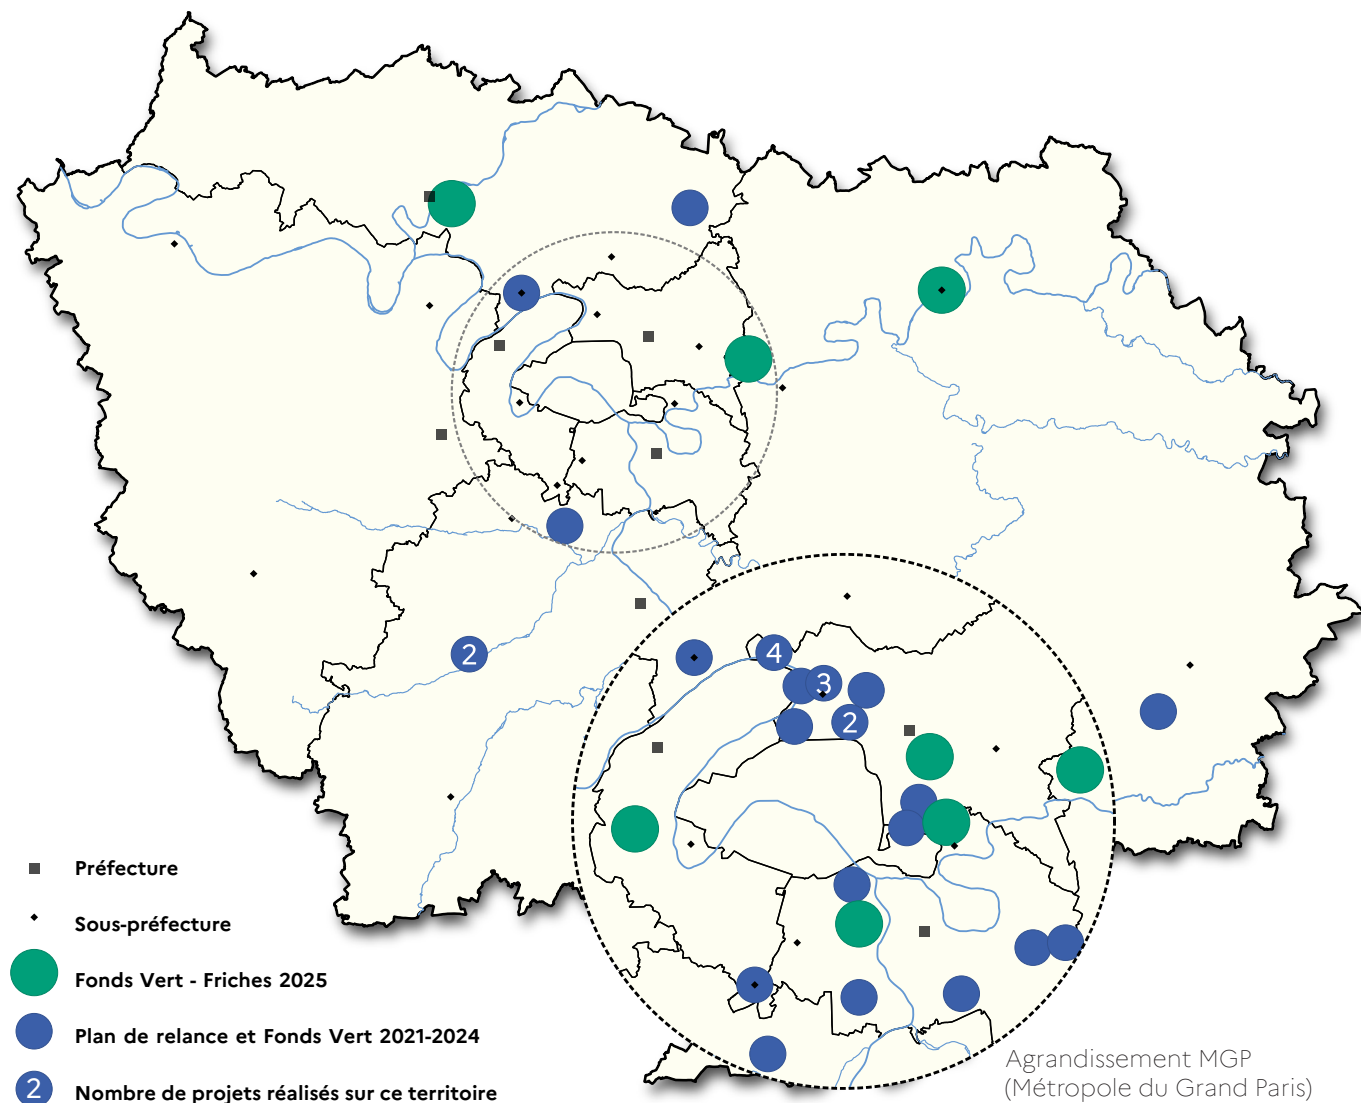 2
4
3
2
Préfecture
Sous-préfecture
Fonds Vert - Friches 2025
Plan de relance et Fonds Vert 2021-2024
2 Nombre de projets réalisés sur ce territoire
Agrandissement MGP
(Métropole du Grand Paris)